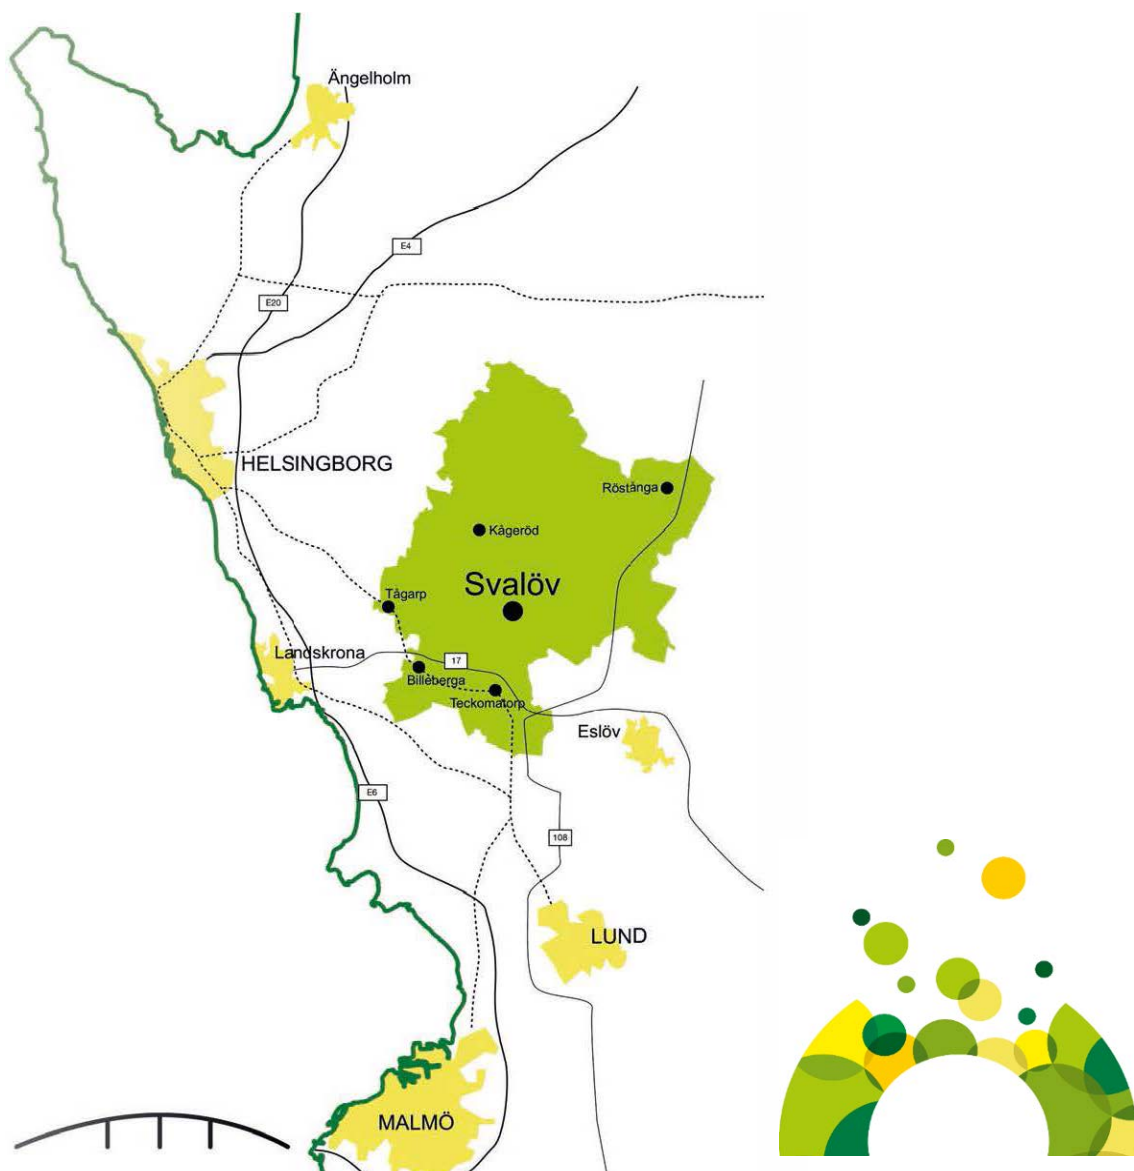 Ängelholm
E4
E20
HELSINGBORG
Röstånga
Kågeröd
Svalöv
Tågarp
Landskrona
17
Billeberga
Teckomatorp
Eslöv
E6
108
LUND
MALMÖ